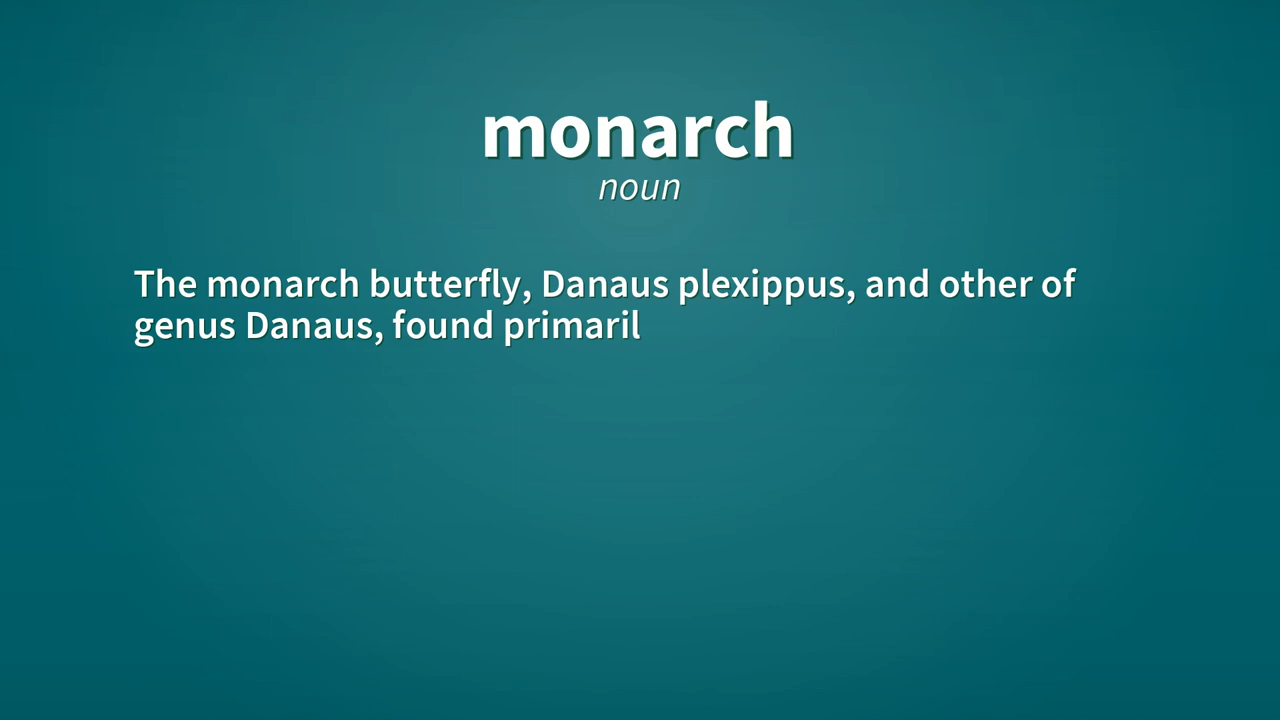 monarch
noun
The monarch butterfly, Danaus plexippus, and other of
genus Danaus, found primaril